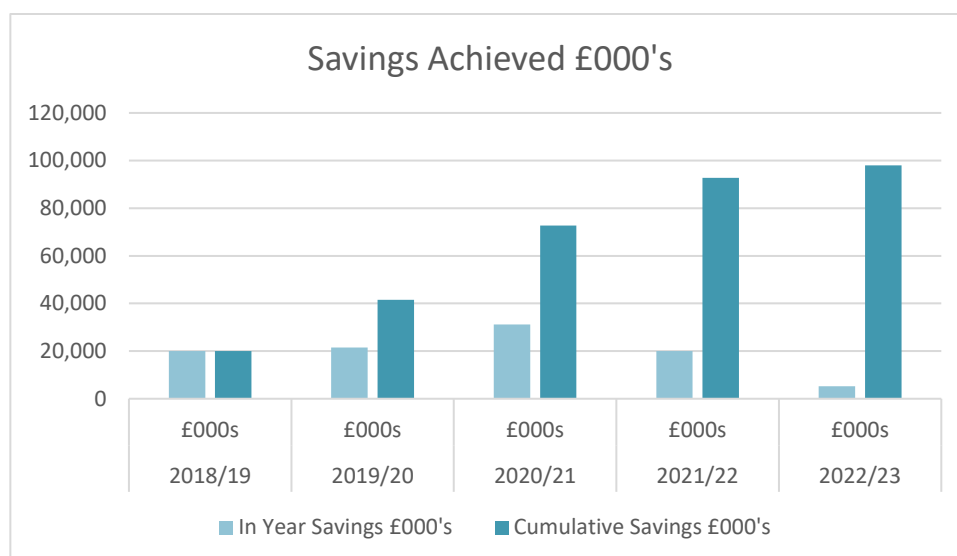 Savings Achieved £000's
120,000
100,000
80,000
60,000
40,000
20,000
0
£000s £000s £000s £000s £000s
2018/19 2019/20 2020/21 2021/22 2022/23
In Year Savings £000's Cumulative Savings £000's